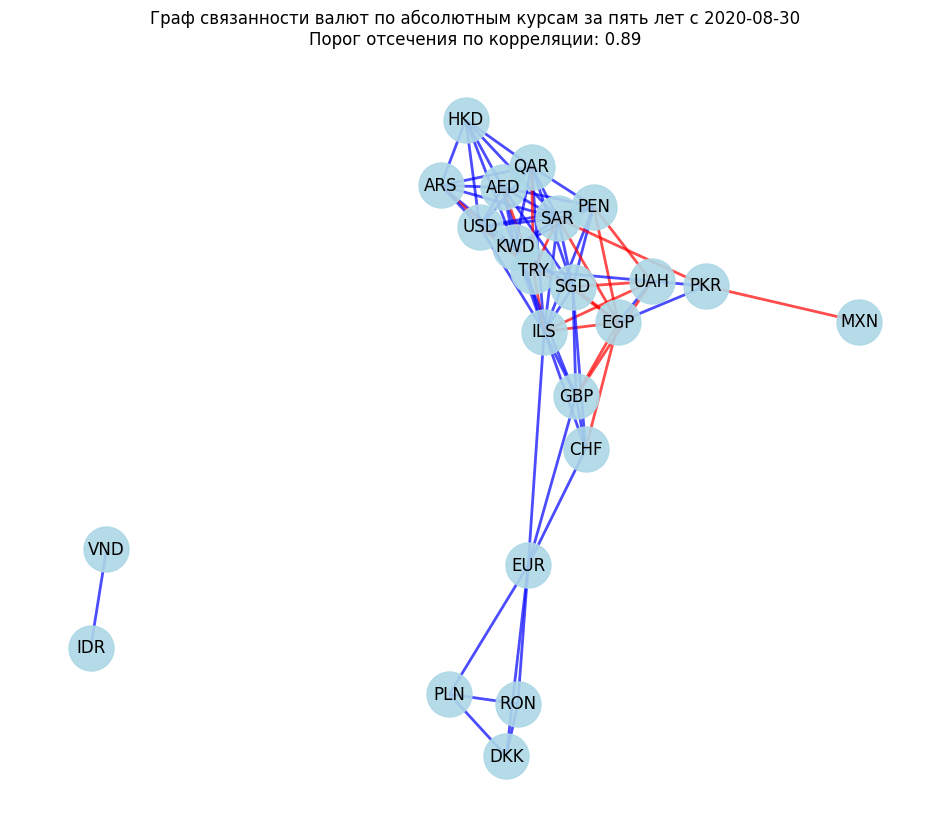 Граф связанности валют по абсолютным курсам за пять лет с 2020-08-30
Порог отсечения по корреляции: 0.89
HKD
QAR
ARS
AED
PEN
SAR
USD
KWD
TRY
UAH
PKR
SGD
EGP
MXN
ILS
GBP
CHF
VND
EUR
IDR
PLN
RON
DKK